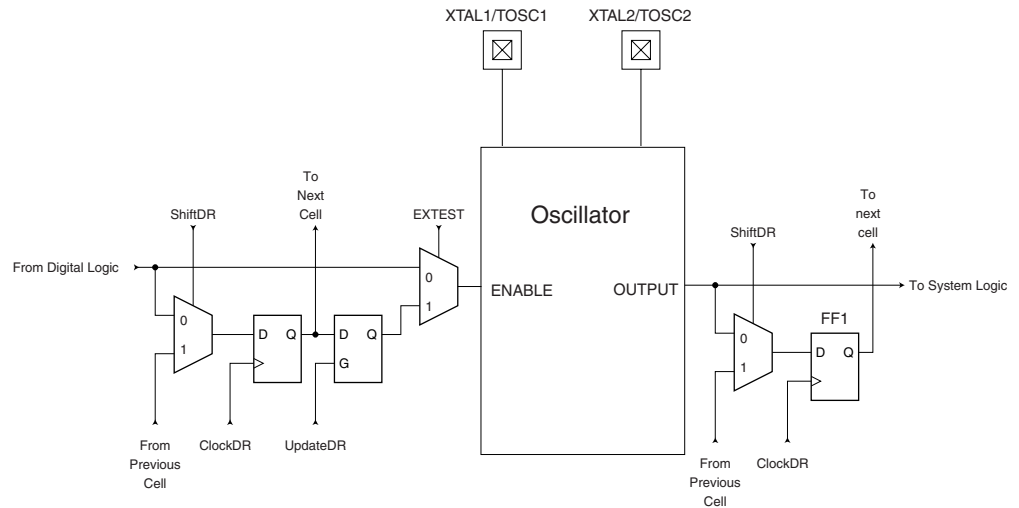 XTAL1/TOSC1
XTAL2/TOSC2
To
Next
Cell
ShiftDR
EXTEST
From Digital Logic
0
1
D Q
D Q
G
0
1
From
Previous
Cell
ClockDR
UpdateDR
Oscillator
ENABLE
OUTPUT
To
next
cell
ShiftDR
To System Logic
FF1
0
1
D Q
From
Previous
Cell
ClockDR